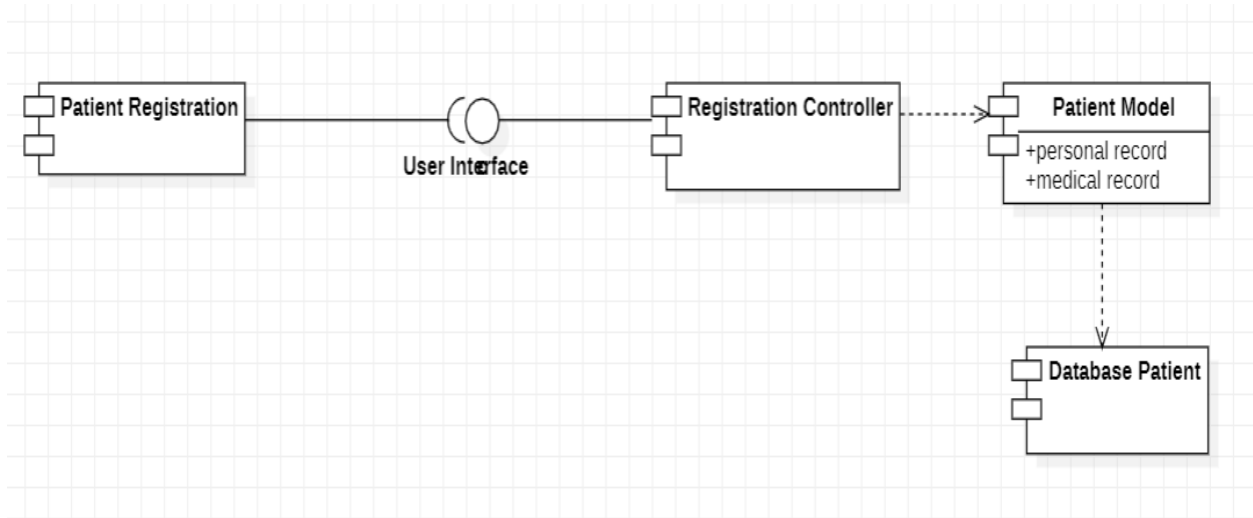 Patient Registration
User Interface
Registration Controller
Patient Model
+personal record
+medical record
Database Patient